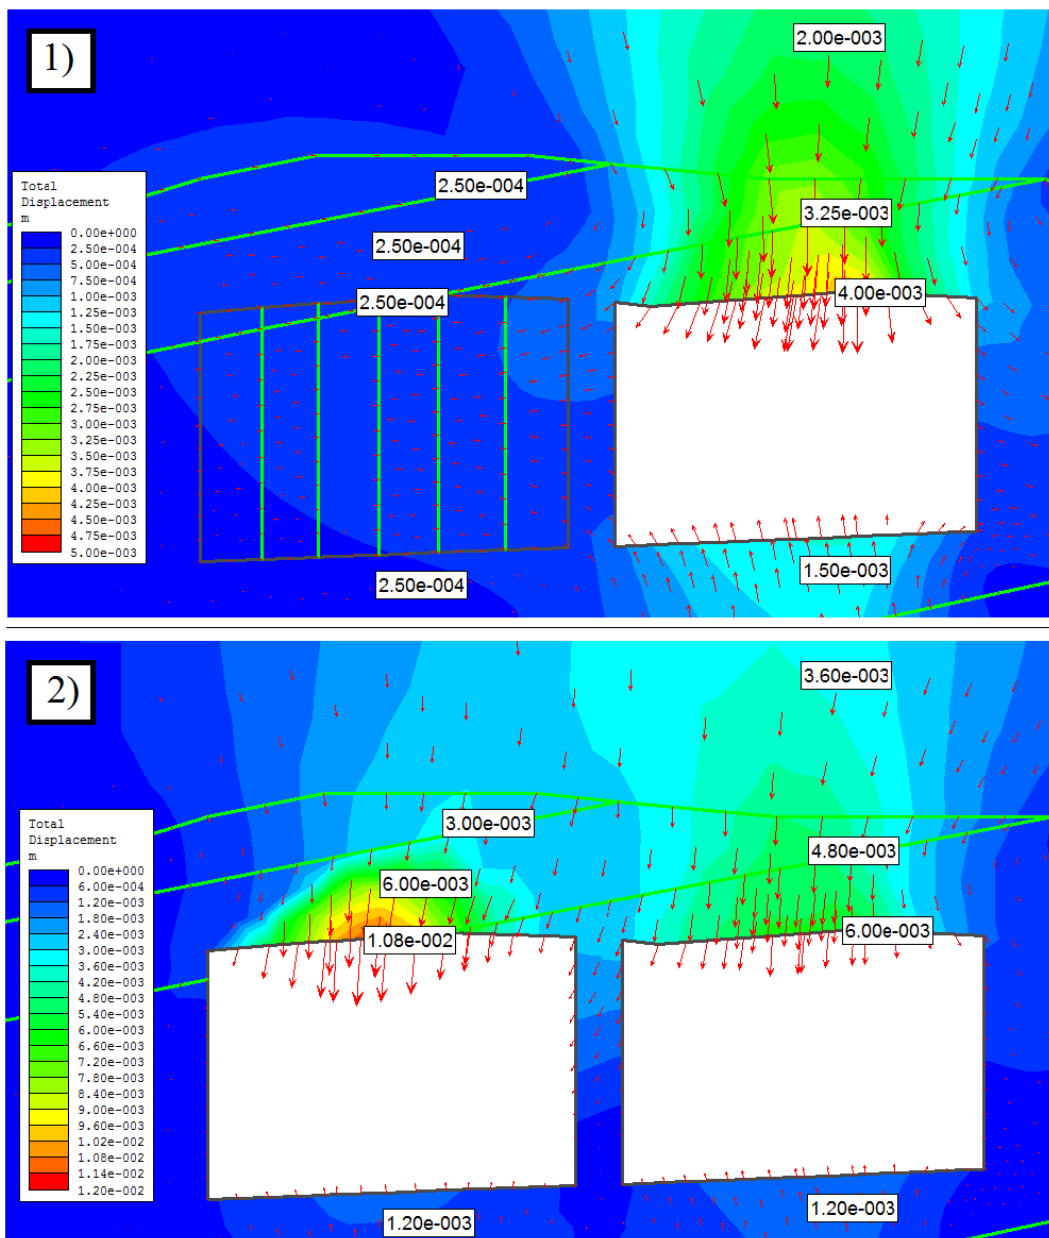 1)
2.00e-003
2.50e-004
2.50e-004
3.25e-003
2.50e-004
4.00e-003
1.50e-003
2.50e-004
Total
Displacement
m
0.00e+000
2.50e-004
5.00e-004
7.50e-004
1.00e-003
1.25e-003
1.50e-003
1.75e-003
2.00e-003
2.25e-003
2.50e-003
2.75e-003
3.00e-003
3.25e-003
3.50e-003
3.75e-003
4.00e-003
4.25e-003
4.50e-003
4.75e-003
5.00e-003
2)
3.60e-003
3.00e-003
4.80e-003
6.00e-003
1.08e-002
6.00e-003
1.20e-003
1.20e-003
Total
Displacement
m
0.00e+000
6.00e-004
1.20e-003
1.80e-003
2.40e-003
3.00e-003
3.60e-003
4.20e-003
4.80e-003
5.40e-003
6.00e-003
6.60e-003
7.20e-003
7.80e-003
8.40e-003
9.00e-003
9.60e-003
1.02e-002
1.08e-002
1.14e-002
1.20e-002